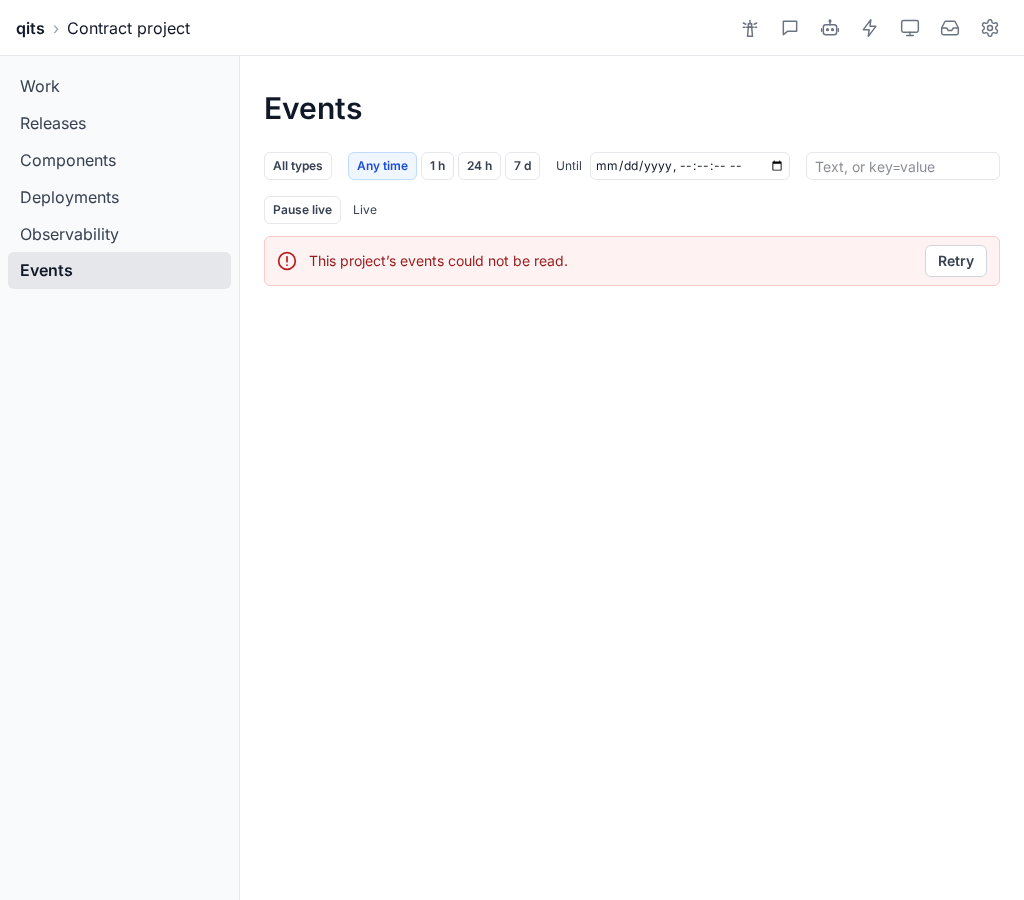 qits › Contract project
Work
Releases
Components
Deployments
Observability
Events
Events
All types Any time 1 h 24 h 7 d Until mm/dd/yyyy, --:--:-- -- Text, or key=value
Pause live Live
This project’s events could not be read. Retry